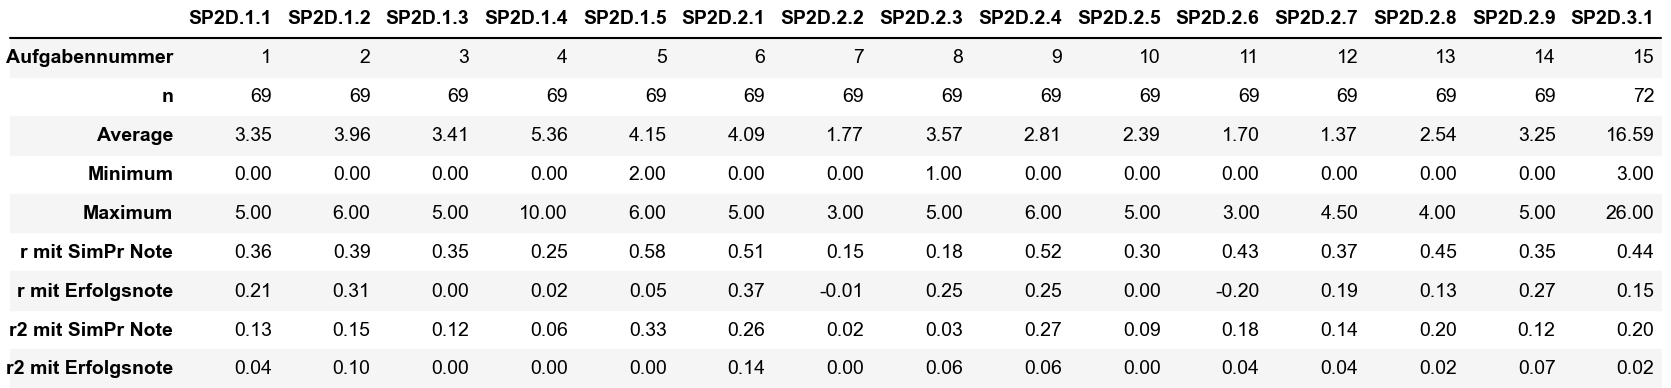 SP2D.1.1 SP2D.1.2 SP2D.1.3 SP2D.1.4 SP2D.1.5 SP2D.2.1 SP2D.2.2 SP2D.2.3 SP2D.2.4 SP2D.2.5 SP2D.2.6 SP2D.2.7 SP2D.2.8 SP2D.2.9 SP2D.3.1
Aufgabennummer 1 2 3 4 5 6 7 8 9 10 11 12 13 14 15
n 69 69 69 69 69 69 69 69 69 69 69 69 69 69 72
Average 3.35 3.96 3.41 5.36 4.15 4.09 1.77 3.57 2.81 2.39 1.70 1.37 2.54 3.25 16.59
Minimum 0.00 0.00 0.00 0.00 2.00 0.00 0.00 1.00 0.00 0.00 0.00 0.00 0.00 0.00 3.00
Maximum 5.00 6.00 5.00 10.00 6.00 5.00 3.00 5.00 6.00 5.00 3.00 4.50 4.00 5.00 26.00
r mit SimPr Note 0.36 0.39 0.35 0.25 0.58 0.51 0.15 0.18 0.52 0.30 0.43 0.37 0.45 0.35 0.44
r mit Erfolgsnote 0.21 0.31 0.00 0.02 0.05 0.37 -0.01 0.25 0.25 0.00 -0.20 0.19 0.13 0.27 0.15
r2 mit SimPr Note 0.13 0.15 0.12 0.06 0.33 0.26 0.02 0.03 0.27 0.09 0.18 0.14 0.20 0.12 0.20
r2 mit Erfolgsnote 0.04 0.10 0.00 0.00 0.00 0.14 0.00 0.06 0.06 0.00 0.04 0.04 0.02 0.07 0.02